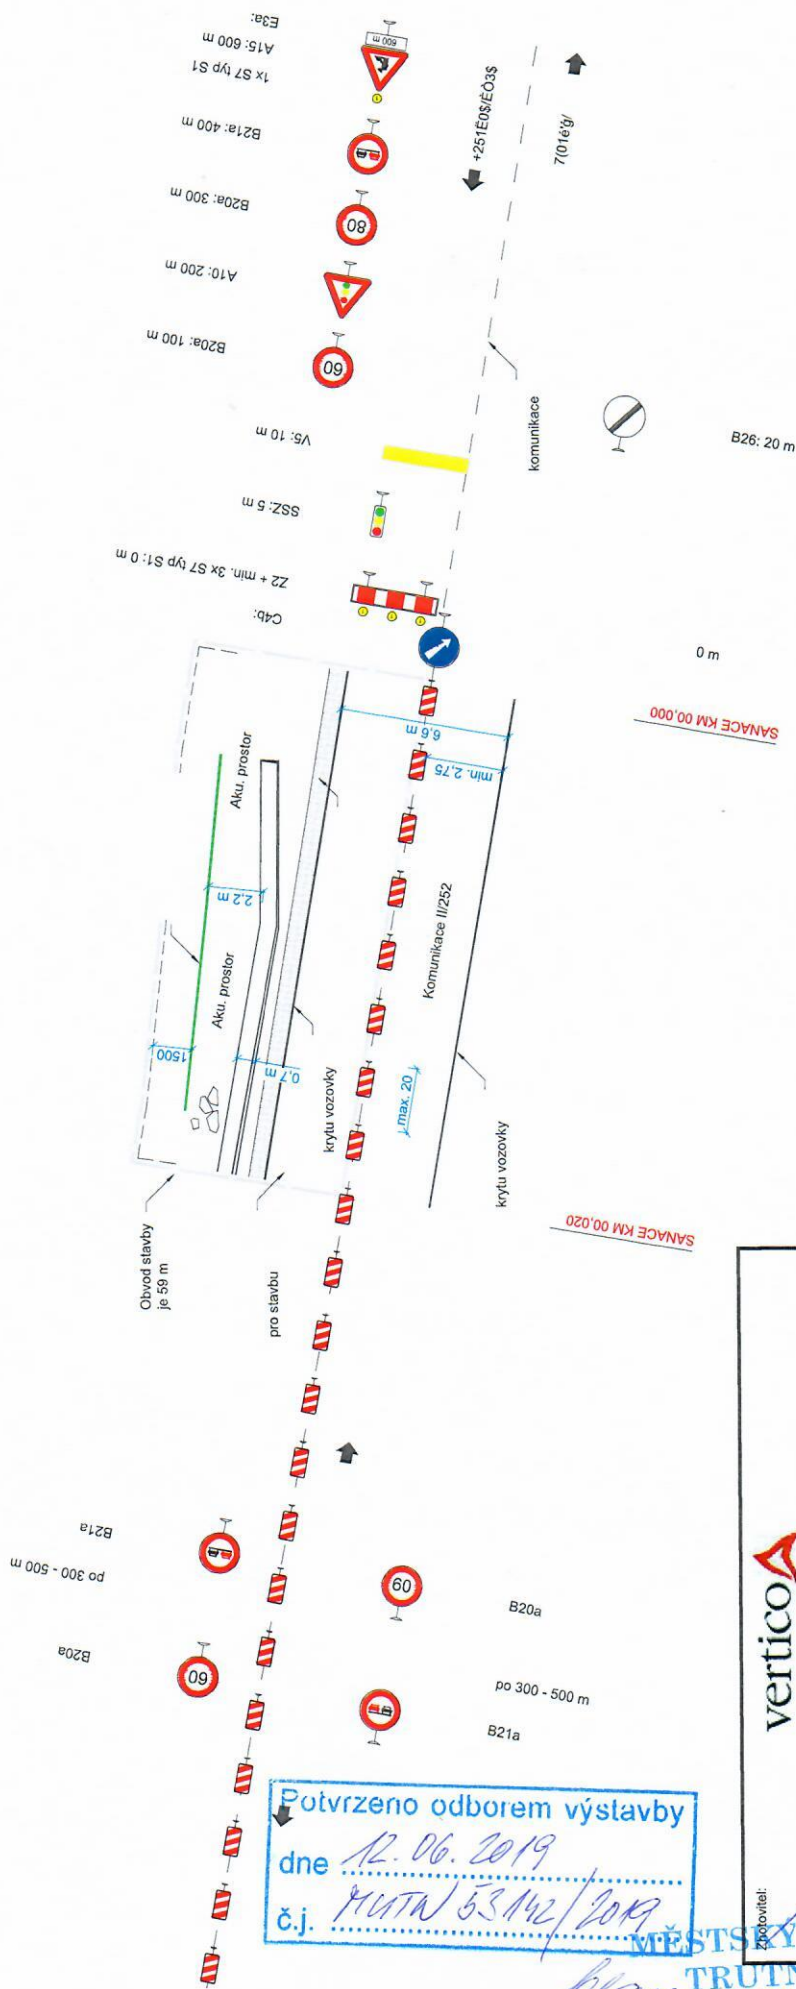 E3a:
A15: 600 m
1x S7 typ S1
600 m
B21a: 400 m
+251Ě0$/ĚÓ3$
7(01ě'ğ/
B20a: 300 m
80
A10: 200 m
B20a: 100 m
60
komunikace
B26: 20 m
V5: 10 m
SSZ: 5 m
Z2 + min. 3x S7 typ S1: 0 m
C4b:
0 m
SANACE KM 00,000
6,6 m
min. 2,75
Aku. prostor
2,2 m
Aku. prostor
Komunikace II/252
1500
0,7 m
krytu vozovky
max. 20
krytu vozovky
SANACE KM 00,020
Obvod stavby
je 59 m
pro stavbu
B21a
po 300 - 500 m
B20a
60
60
B20a
po 300 - 500 m
B21a
vertico
Zhotovitel:
Potvrzeno odborem výstavby
dne 12.06.2019
č.j. MUTN 53142/2019
MĚSTSKÝ
TRUTN